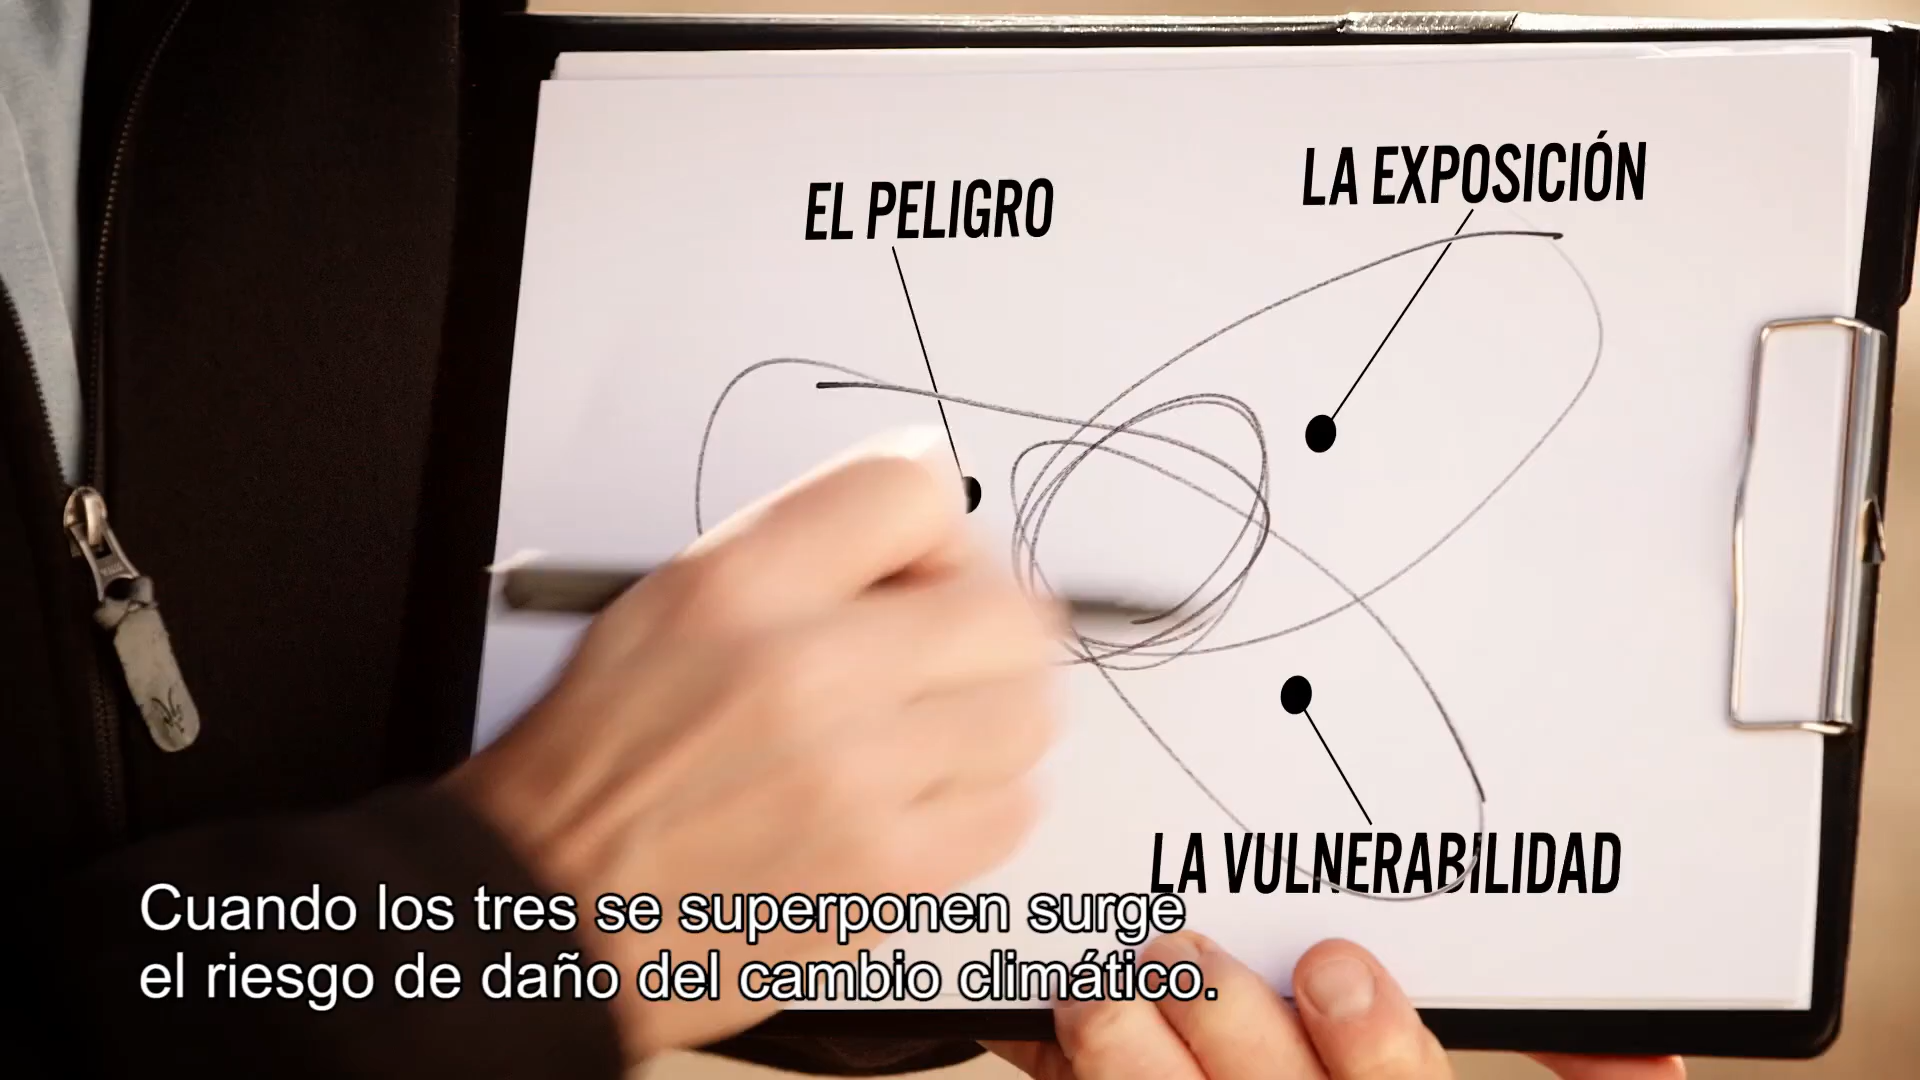 EL PELIGRO
LA EXPOSICIÓN
LA VULNERABILIDAD
Cuando los tres se superponen surge
el riesgo de daño del cambio climático.